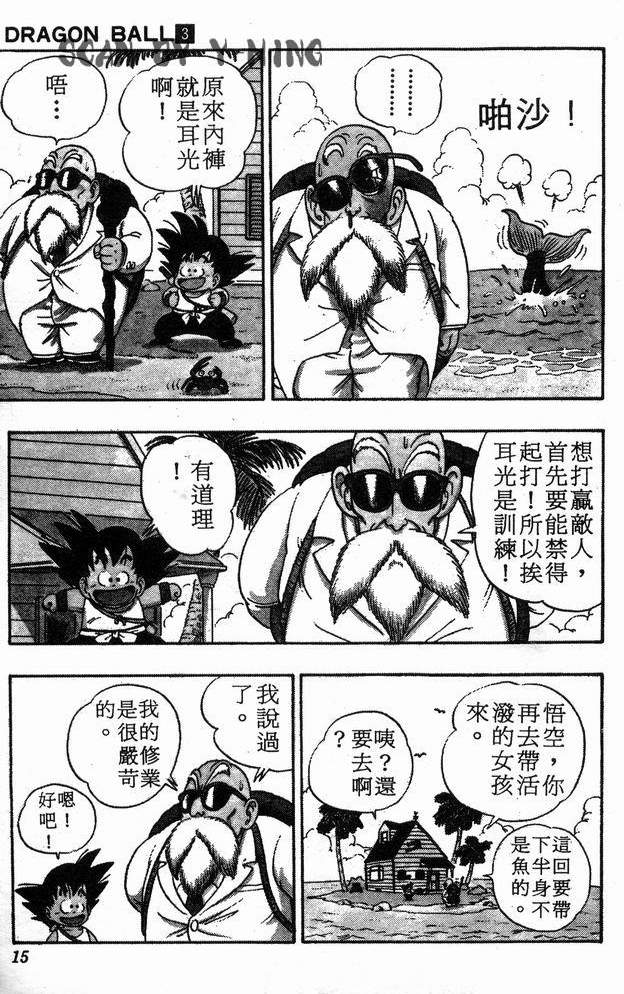 DRAGON BALL 3
SCAN BY Y MING
啪沙！
……
原來內褲
就是耳光
啊！
唔…
想打贏敵人，
首先要能禁得
起打！所以挨
耳光是訓練！
有道理
！
悟空，你
再去帶活
潑的女孩
來。
咦？還
要去啊
？
這回要帶
下半身不
是魚的。
我說過
了。
我的修業
是很嚴苛
的。
嗯！
好吧！
15